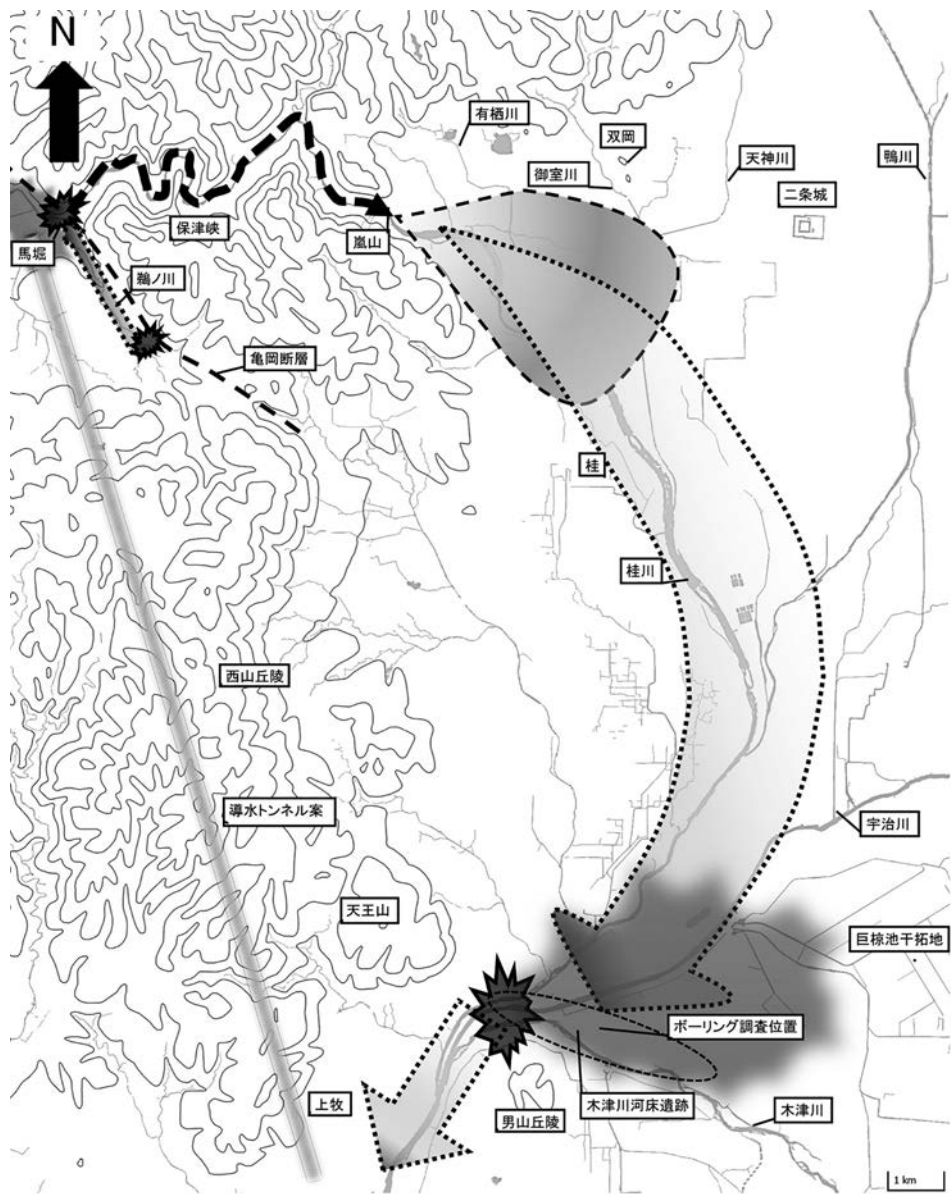 N
有栖川
双岡
天神川
鴨川
御室川
二条城
保津峡
嵐山
馬堀
鵜ノ川
亀岡断層
桂
桂川
西山丘陵
導水トンネル案
宇治川
天王山
巨椋池干拓地
ボーリング調査位置
上牧
男山丘陵
木津川河床遺跡
木津川
1 km